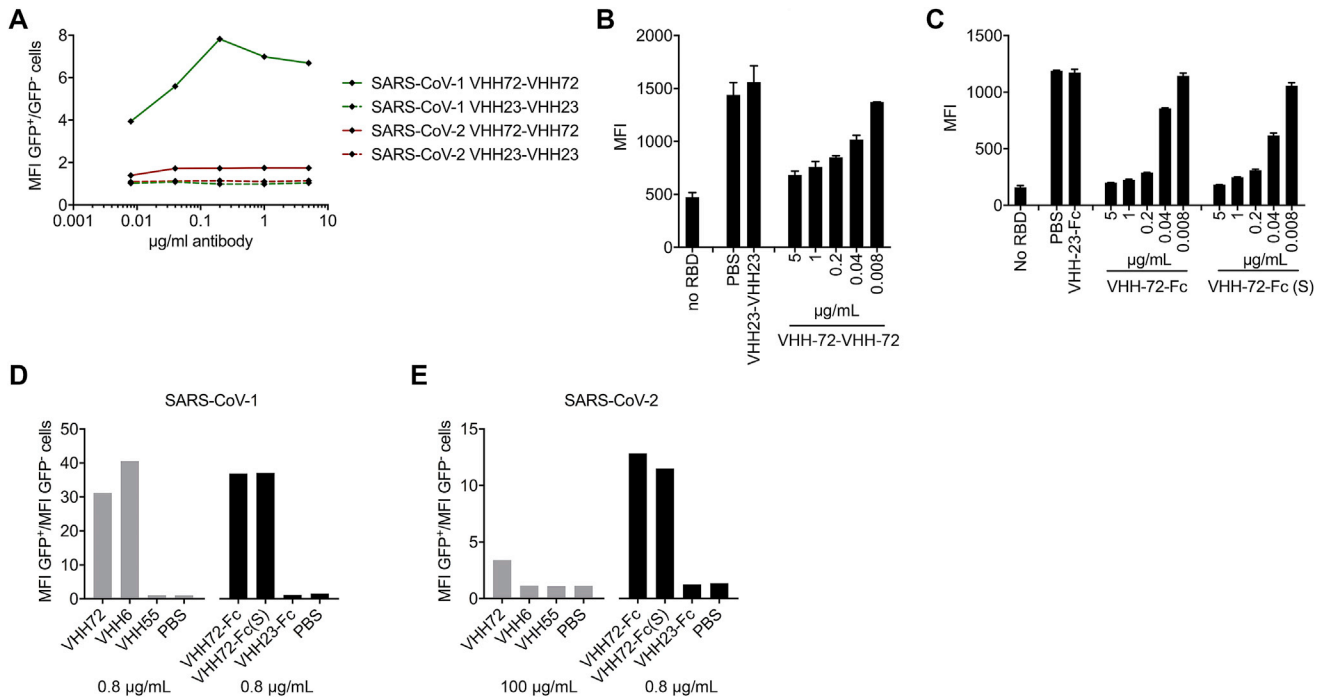 A
MFI GFP⁺/GFP⁻ cells
8
6
4
2
0
0.001
0.01
0.1
1
10
µg/ml antibody
SARS-CoV-1 VHH72-VHH72
SARS-CoV-1 VHH23-VHH23
SARS-CoV-2 VHH72-VHH72
SARS-CoV-2 VHH23-VHH23
B
MFI
2000
1500
1000
500
0
no RBD
PBS
VHH23-VHH23
5
1
0.2
0.04
0.008
µg/mL
VHH-72-VHH-72
C
MFI
1500
1000
500
0
No RBD
PBS
VHH-23-Fc
5
1
0.2
0.04
0.008
µg/mL
VHH-72-Fc
5
1
0.2
0.04
0.008
µg/mL
VHH-72-Fc (S)
D
SARS-CoV-1
MFI GFP⁺/MFI GFP⁻ cells
50
40
30
20
10
0
VHH72
VHH6
VHH55
PBS
0.8 µg/mL
VHH72-Fc
VHH72-Fc(S)
VHH23-Fc
PBS
0.8 µg/mL
E
SARS-CoV-2
MFI GFP⁺/MFI GFP⁻ cells
15
10
5
0
VHH72
VHH6
VHH55
PBS
100 µg/mL
VHH72-Fc
VHH72-Fc(S)
VHH23-Fc
PBS
0.8 µg/mL